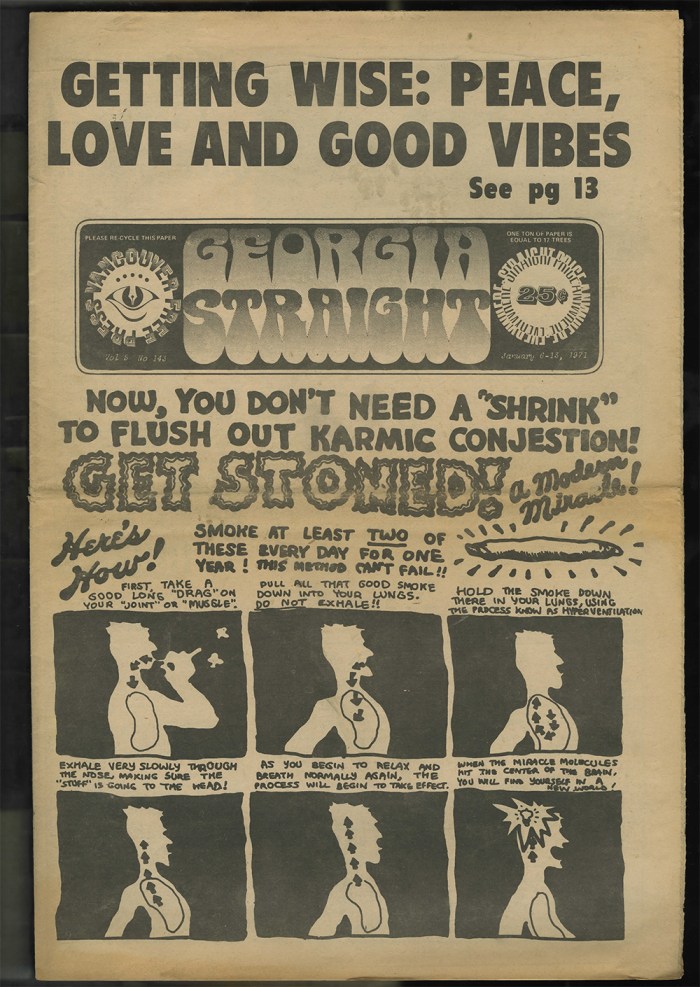 GETTING WISE: PEACE,
LOVE AND GOOD VIBES
See pg 13
PLEASE RE-CYCLE THIS PAPER
ONE TON OF PAPER IS
EQUAL TO 17 TREES
VANCOUVER FREE PRESS
GEORGIA
STRAIGHT
STRAIGHT PRICE ANYWHERE EVERYWHERE
25¢
January 6-13, 1971
NOW, YOU DON'T NEED A "SHRINK"
TO FLUSH OUT KARMIC CONJESTION!
GET STONED!
a Modern
Miracle!
Here's
How!
SMOKE AT LEAST TWO OF
THESE EVERY DAY FOR ONE
YEAR! THIS METHOD CAN'T FAIL!!
FIRST, TAKE A
GOOD LONG "DRAG" ON
YOUR "JOINT" OR "MUGGLE".
PULL ALL THAT GOOD SMOKE
DOWN INTO YOUR LUNGS.
DO NOT EXHALE!!
HOLD THE SMOKE DOWN
THERE IN YOUR LUNGS, USING
THE PROCESS KNOW AS HYPERVENTILATION
EXHALE VERY SLOWLY THROUGH
THE NOSE, MAKING SURE THE
"STUFF" IS GOING TO THE HEAD!
AS YOU BEGIN TO RELAX AND
BREATH NORMALLY AGAIN, THE
PROCESS WILL BEGIN TO TAKE EFFECT.
WHEN THE MIRACLE MOLECULES
HIT THE CENTER OF THE BRAIN,
YOU WILL FIND YOURSELF IN A
NEW WORLD!